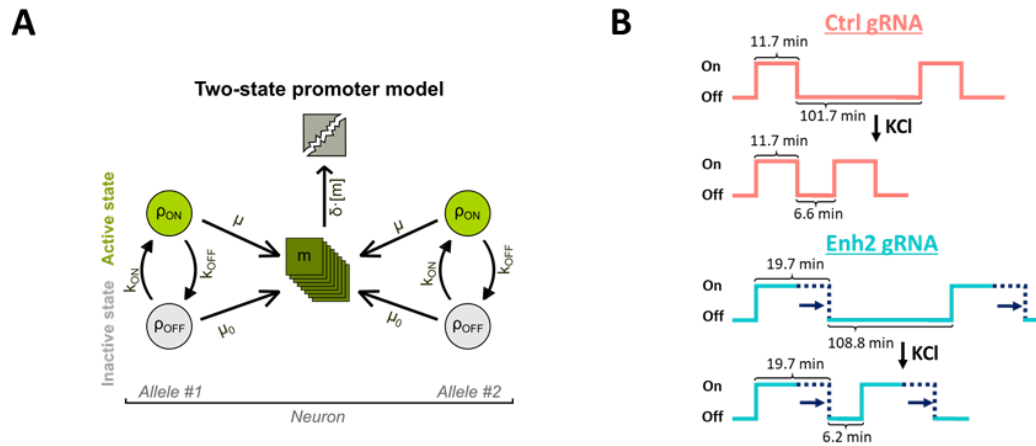 A
Two-state promoter model
Active state
Inactive state
ρON
ρOFF
kON
kOFF
μ
μ0
δ·[m]
m
μ
μ0
ρON
ρOFF
kON
kOFF
Allele #1
Allele #2
Neuron
B
Ctrl gRNA
11.7 min
On
Off
101.7 min
KCl
11.7 min
On
Off
6.6 min
Enh2 gRNA
19.7 min
On
Off
108.8 min
KCl
19.7 min
On
Off
6.2 min